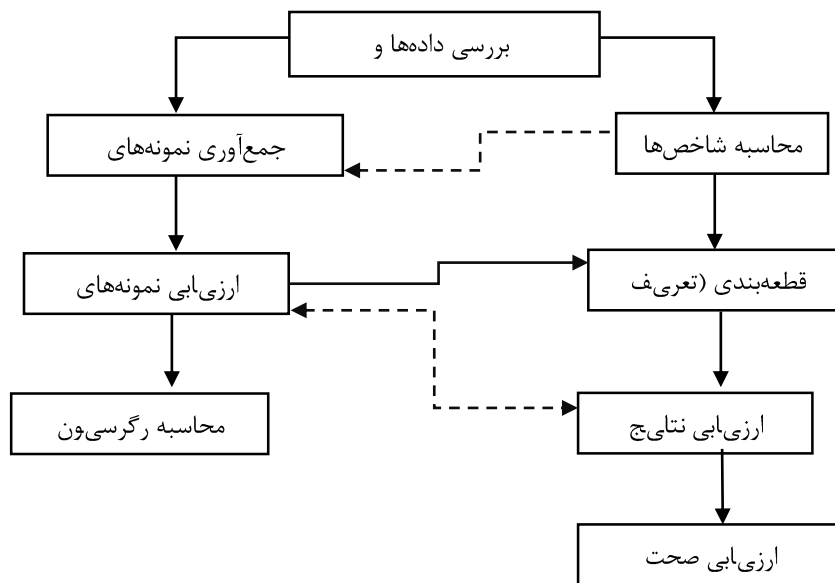 بررسی داده‌ها و
محاسبه شاخص‌ها
جمع‌آوری نمونه‌های
قطعه‌بندی (تعریف
ارزیابی نمونه‌های
ارزیابی نتایج
محاسبه رگرسیون
ارزیابی صحت